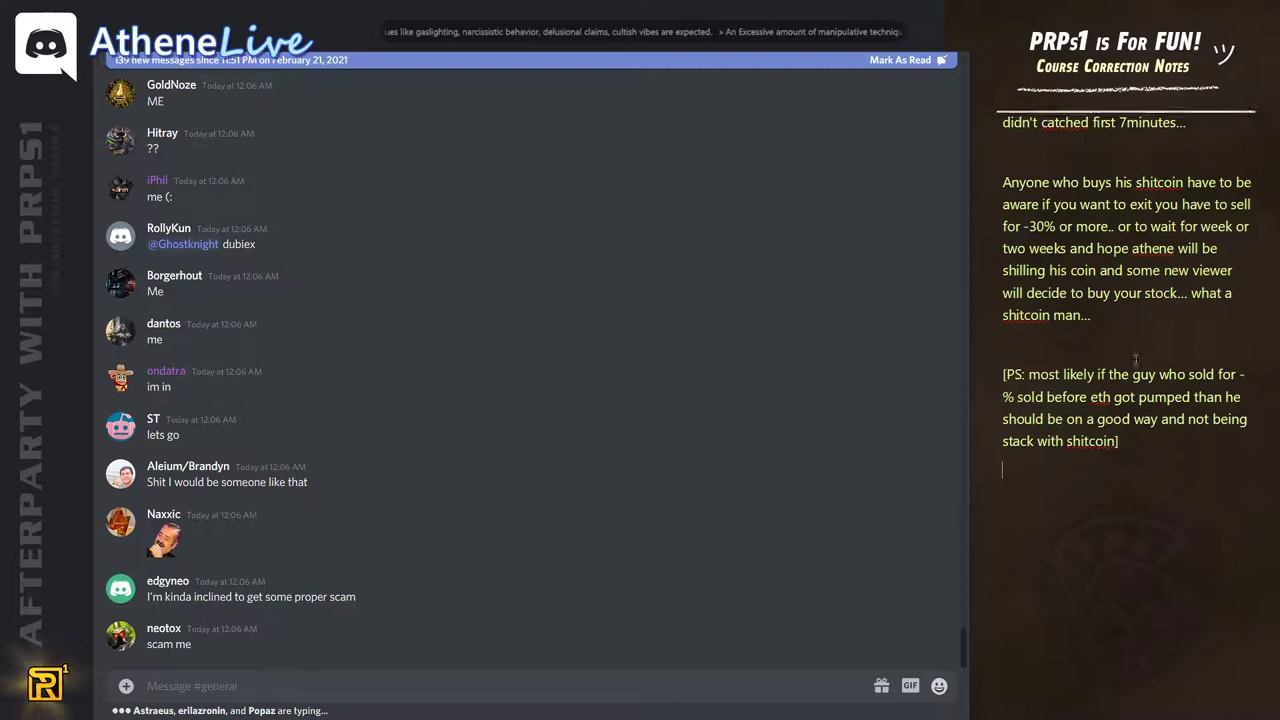 AtheneLive
ues like gaslighting, narcissistic behavior, delusional claims, cultish vibes are expected. » An Excessive amount of manipulative techniq
139 new messages since 11:51 PM on February 21, 2021
Mark As Read
GoldNoze Today at 12:06 AM
ME
Hitray Today at 12:06 AM
??
iPhil Today at 12:06 AM
me (:
RollyKun Today at 12:06 AM
@Ghostknight dubiex
Borgerhout Today at 12:06 AM
Me
dantos Today at 12:06 AM
me
ondatra Today at 12:06 AM
im in
ST Today at 12:06 AM
lets go
Aleium/Brandyn Today at 12:06 AM
Shit I would be someone like that
Naxxic Today at 12:06 AM
edgyneo Today at 12:06 AM
I'm kinda inclined to get some proper scam
neotox Today at 12:06 AM
scam me
Message #general
GIF
Astraeus, erilazronin, and Popaz are typing...
AFTERPARTY WITH PRPS1
R1
PRPs1 is For FUN! ツ
Course Correction Notes
didn't catched first 7minutes...
Anyone who buys his shitcoin have to be
aware if you want to exit you have to sell
for -30% or more.. or to wait for week or
two weeks and hope athene will be
shilling his coin and some new viewer
will decide to buy your stock... what a
shitcoin man...
[PS: most likely if the guy who sold for -
% sold before eth got pumped than he
should be on a good way and not being
stack with shitcoin]